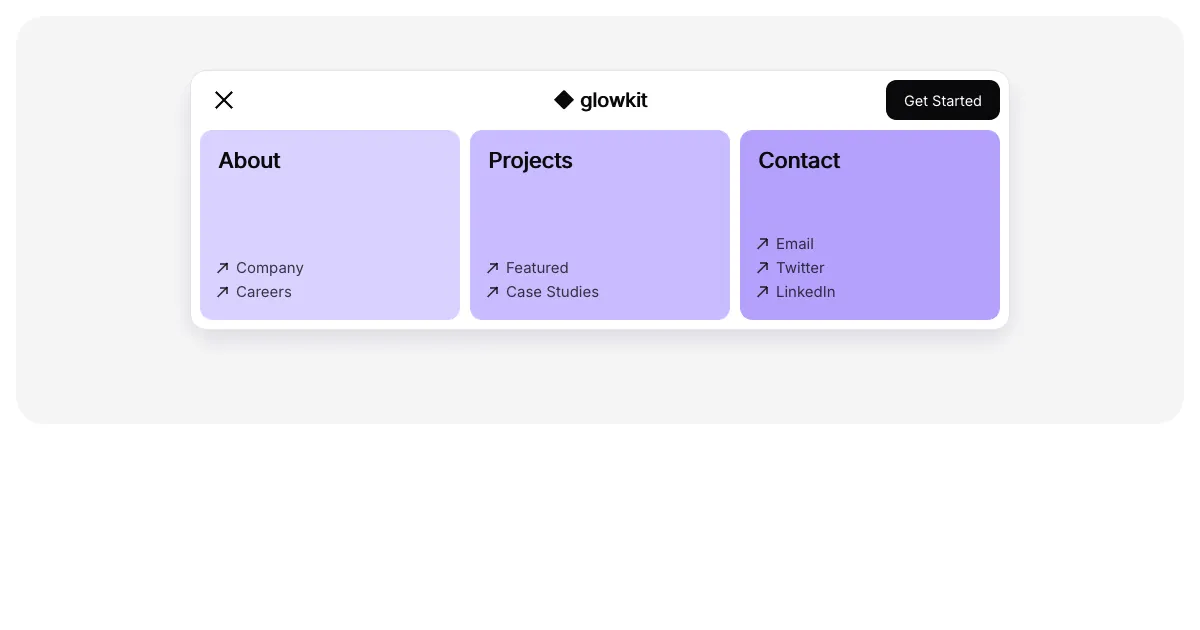 glowkit
Get Started
About
Company
Careers
Projects
Featured
Case Studies
Contact
Email
Twitter
LinkedIn